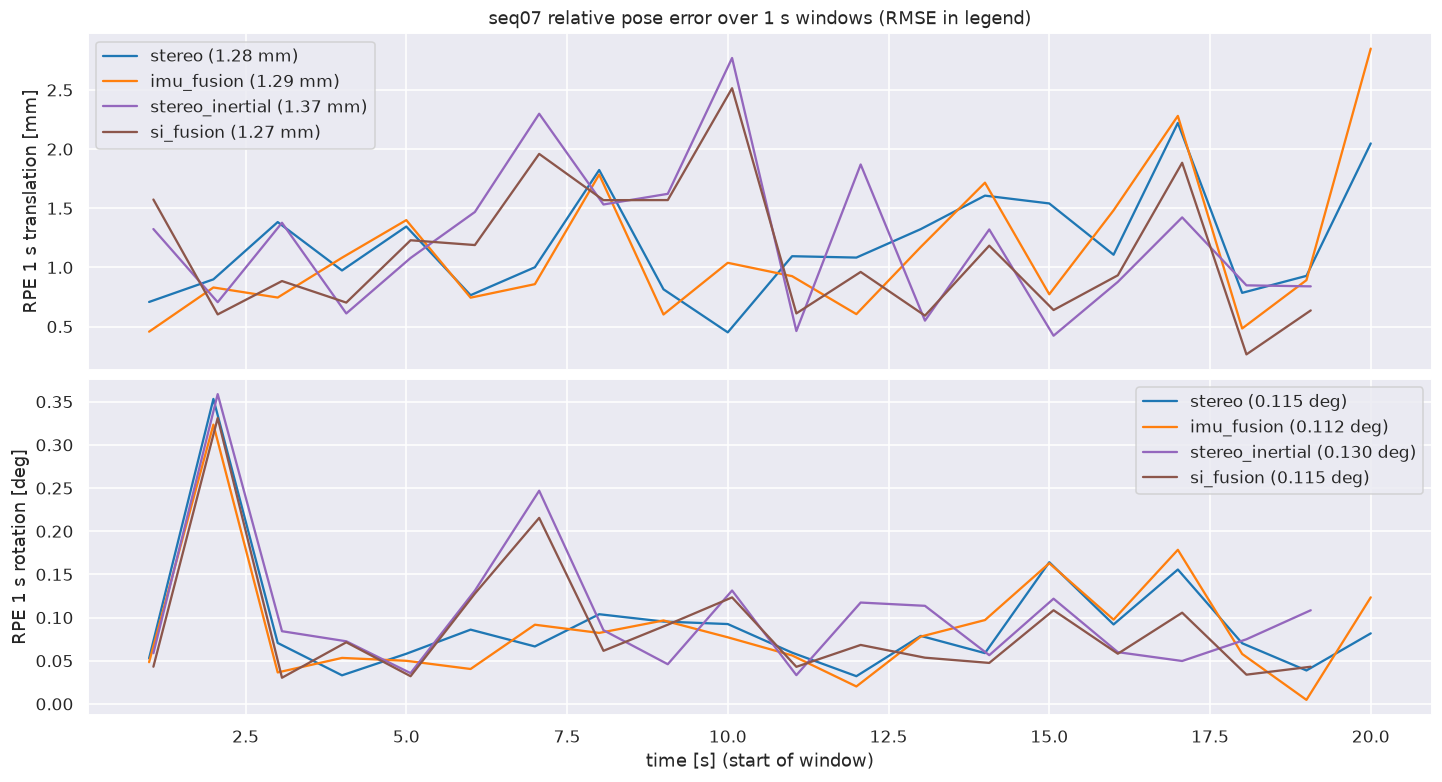 seq07 relative pose error over 1 s windows (RMSE in legend)
stereo (1.28 mm)
imu_fusion (1.29 mm)
stereo_inertial (1.37 mm)
si_fusion (1.27 mm)
RPE 1 s translation [mm]
2.5
2.0
1.5
1.0
0.5
stereo (0.115 deg)
imu_fusion (0.112 deg)
stereo_inertial (0.130 deg)
si_fusion (0.115 deg)
RPE 1 s rotation [deg]
0.35
0.30
0.25
0.20
0.15
0.10
0.05
0.00
2.5 5.0 7.5 10.0 12.5 15.0 17.5 20.0
time [s] (start of window)